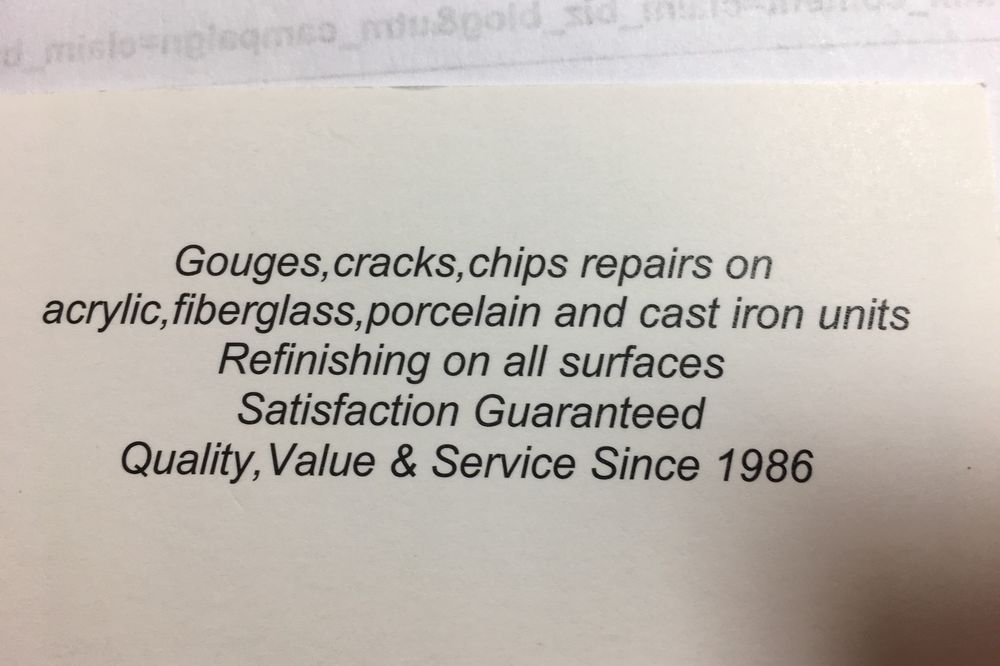 Gouges,cracks,chips repairs on
acrylic,fiberglass,porcelain and cast iron units
Refinishing on all surfaces
Satisfaction Guaranteed
Quality,Value & Service Since 1986